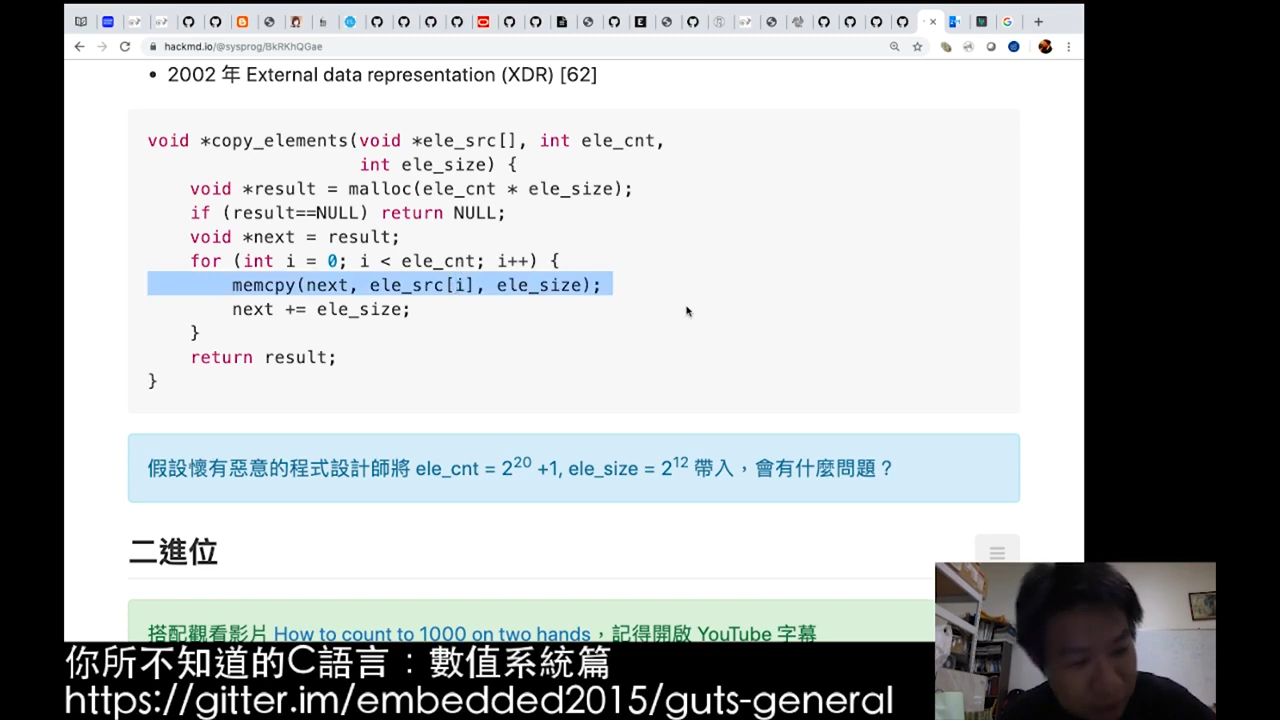 hackmd.io/@sysprog/BkRKhQGae
• 2002 年 External data representation (XDR) [62]
void *copy_elements(void *ele_src[], int ele_cnt,
int ele_size) {
void *result = malloc(ele_cnt * ele_size);
if (result==NULL) return NULL;
void *next = result;
for (int i = 0; i < ele_cnt; i++) {
memcpy(next, ele_src[i], ele_size);
next += ele_size;
}
return result;
}
假設懷有惡意的程式設計師將 ele_cnt = 2²⁰ +1, ele_size = 2¹² 帶入，會有什麼問題？
二進位
搭配觀看影片 How to count to 1000 on two hands，記得開啟 YouTube 字幕
你所不知道的C語言：數值系統篇
https://gitter.im/embedded2015/guts-general